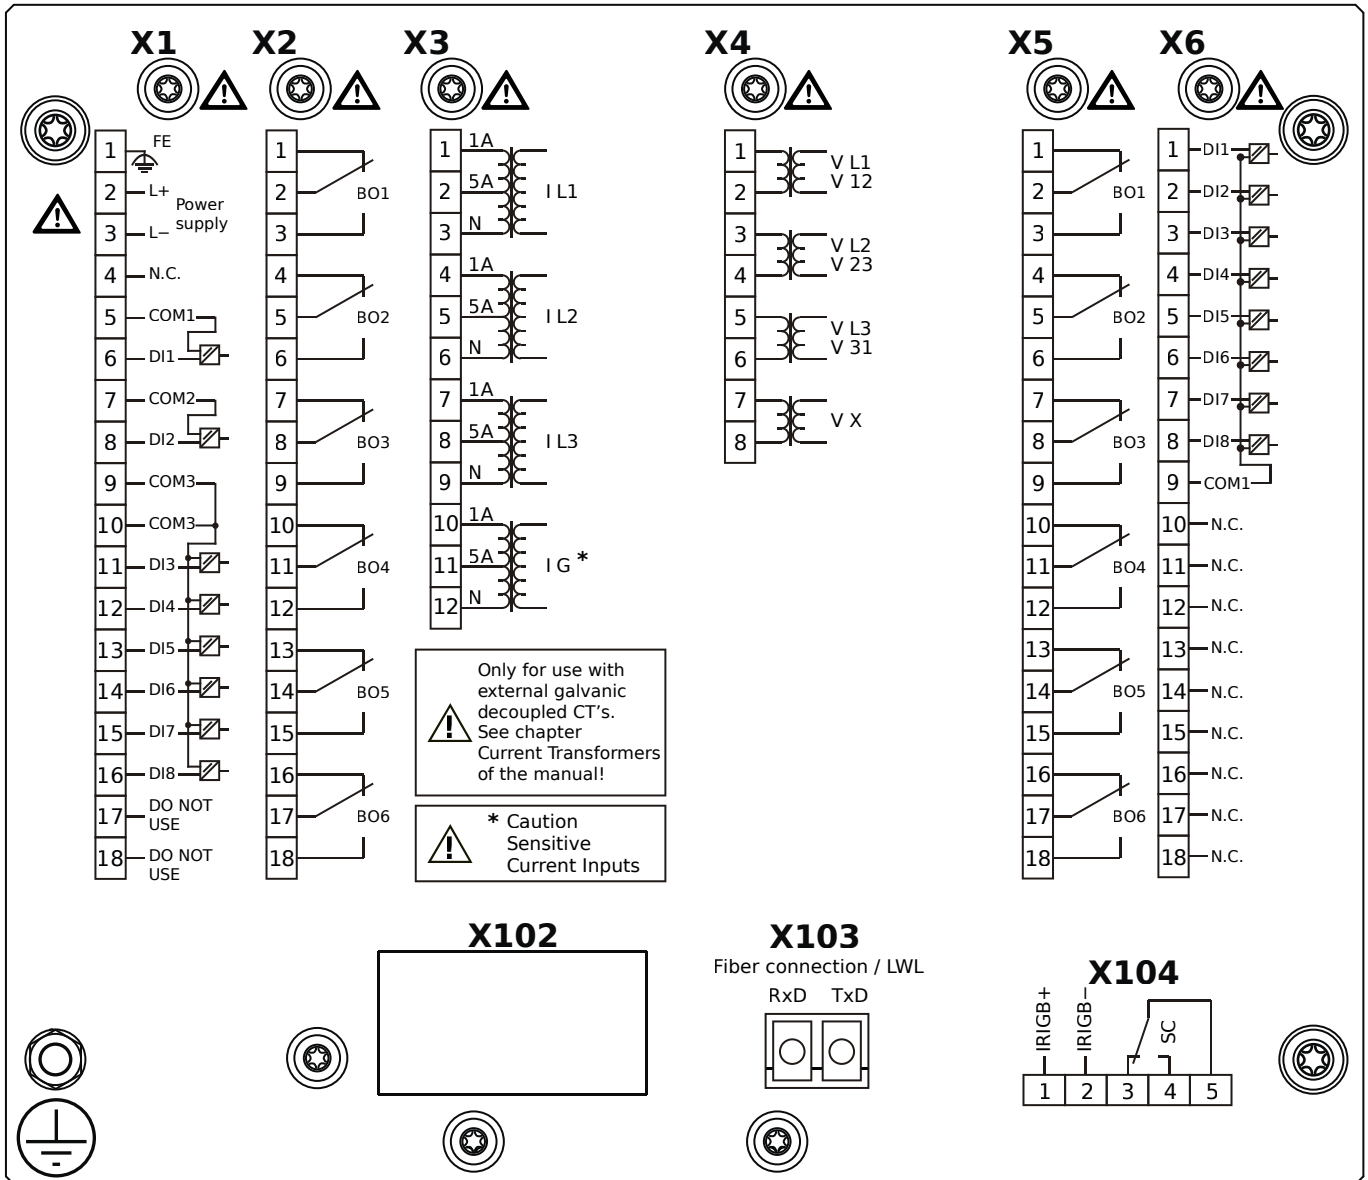 X1 X2 X3 X4 X5 X6
1 FE
2 L+
3 L−
Power
supply
4 N.C.
5 COM1
6 DI1
7 COM2
8 DI2
9 COM3
10 COM3
11 DI3
12 DI4
13 DI5
14 DI6
15 DI7
16 DI8
17 DO NOT
USE
18 DO NOT
USE
1
2 BO1
3
4
5 BO2
6
7
8 BO3
9
10
11 BO4
12
13
14 BO5
15
16
17 BO6
18
1 1A
2 5A I L1
3 N
4 1A
5 5A I L2
6 N
7 1A
8 5A I L3
9 N
10 1A
11 5A I G *
12 N
Only for use with
external galvanic
decoupled CT's.
See chapter
Current Transformers
of the manual!
* Caution
Sensitive
Current Inputs
1 V L1
2 V 12
3 V L2
4 V 23
5 V L3
6 V 31
7 V X
8
1
2 BO1
3
4
5 BO2
6
7
8 BO3
9
10
11 BO4
12
13
14 BO5
15
16
17 BO6
18
1 DI1
2 DI2
3 DI3
4 DI4
5 DI5
6 DI6
7 DI7
8 DI8
9 COM1
10 N.C.
11 N.C.
12 N.C.
13 N.C.
14 N.C.
15 N.C.
16 N.C.
17 N.C.
18 N.C.
X102
X103
Fiber connection / LWL
RxD TxD
X104
IRIGB+
IRIGB−
SC
1 2 3 4 5